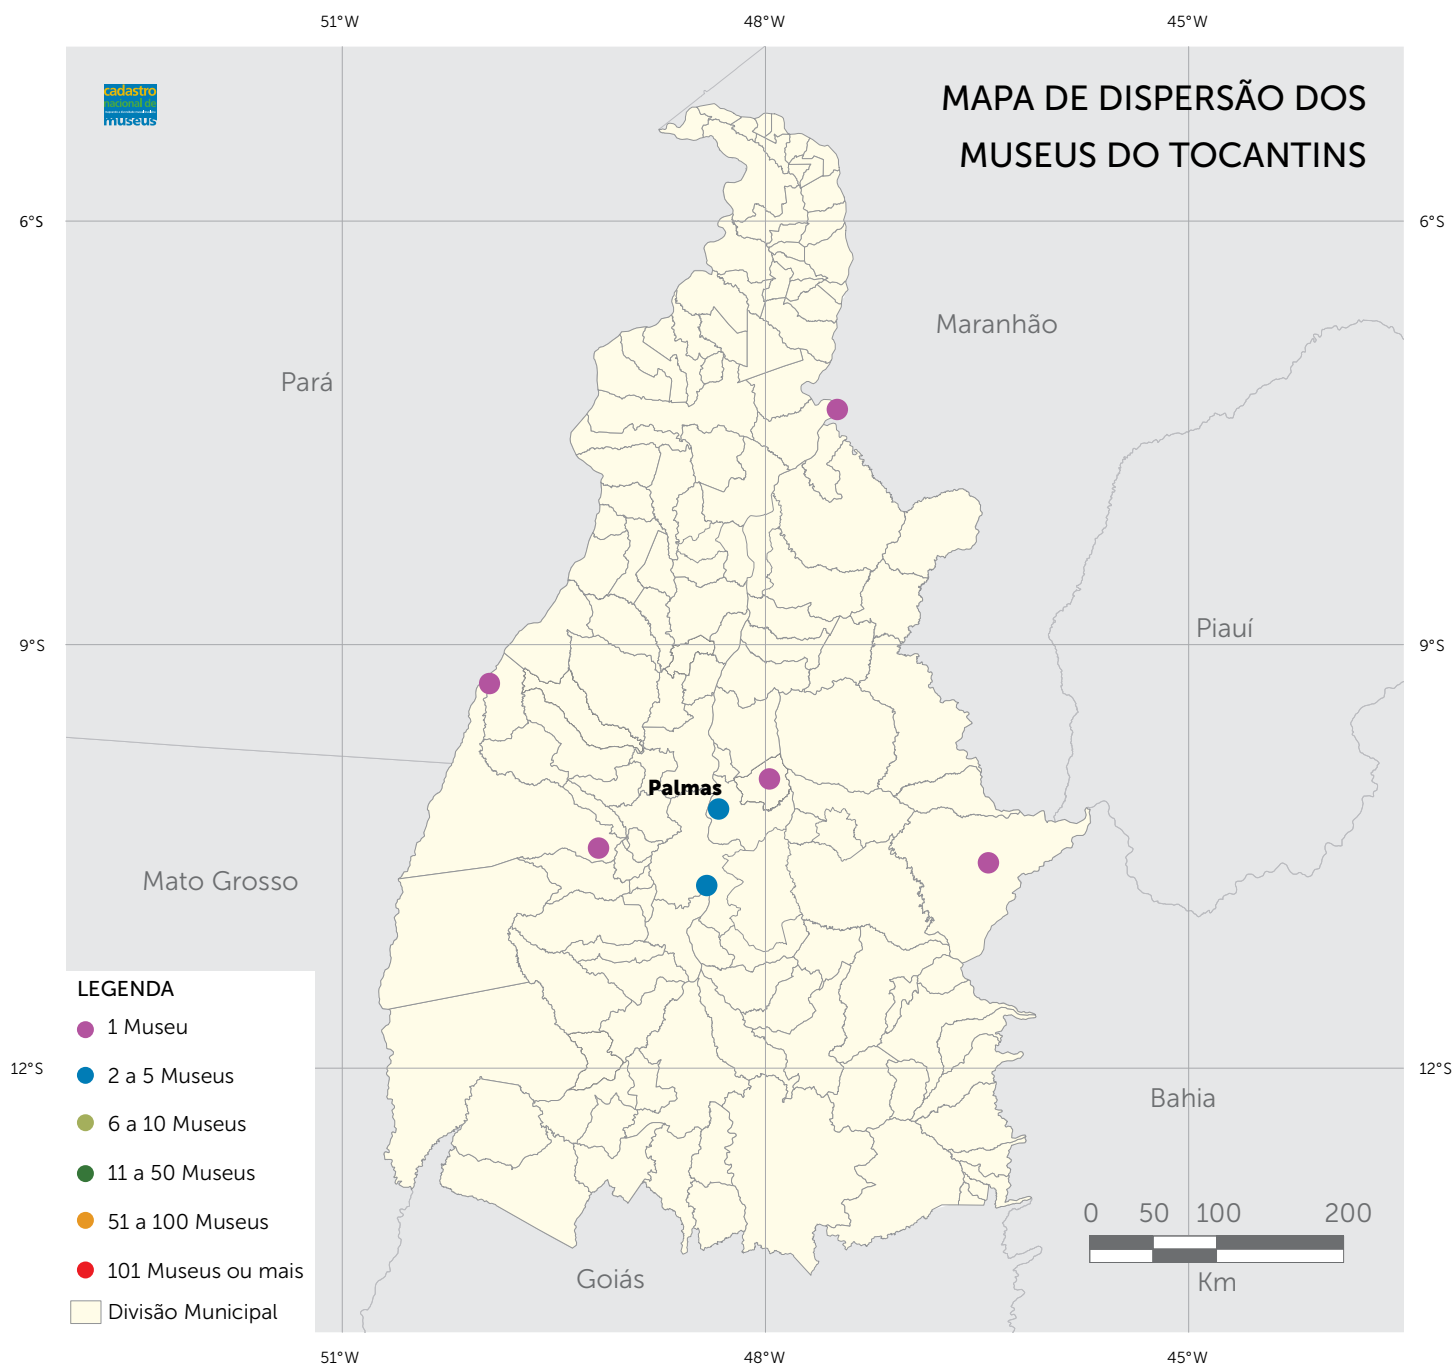 51°W
48°W
45°W
cadastro
nacional de
museus
MAPA DE DISPERSÃO DOS
MUSEUS DO TOCANTINS
6°S
6°S
Maranhão
Pará
Piauí
9°S
9°S
Palmas
Mato Grosso
LEGENDA
1 Museu
2 a 5 Museus
6 a 10 Museus
11 a 50 Museus
51 a 100 Museus
101 Museus ou mais
Divisão Municipal
12°S
12°S
Bahia
Goiás
0 50 100 200
Km
51°W
48°W
45°W